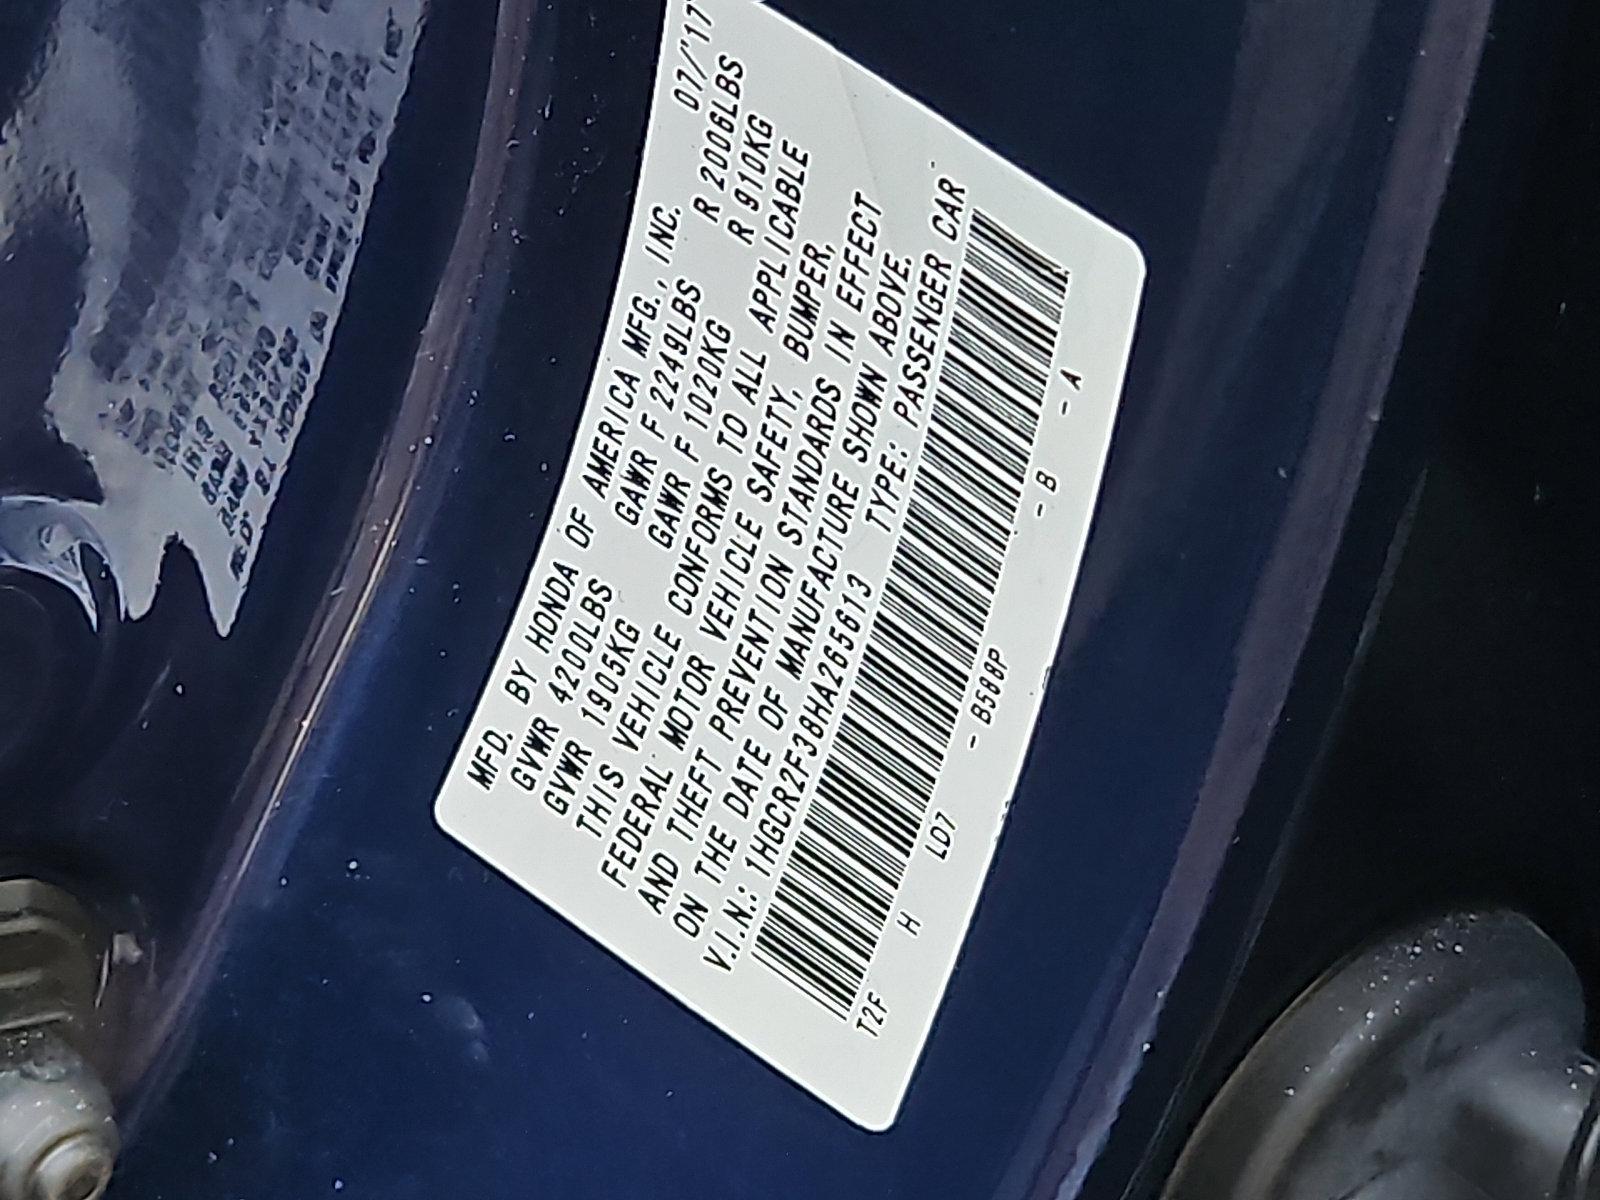 MFD. BY HONDA OF AMERICA MFG., INC. 07/'17
GVWR 4200LBS GAWR F 2249LBS R 2006LBS
GVWR 1905KG GAWR F 1020KG R 910KG
THIS VEHICLE CONFORMS TO ALL APPLICABLE
FEDERAL MOTOR VEHICLE SAFETY, BUMPER,
AND THEFT PREVENTION STANDARDS IN EFFECT
ON THE DATE OF MANUFACTURE SHOWN ABOVE.
V.I.N.: 1HGCR2F38HA265613 TYPE: PASSENGER CAR
T2F H LD7 - B588P - B - A